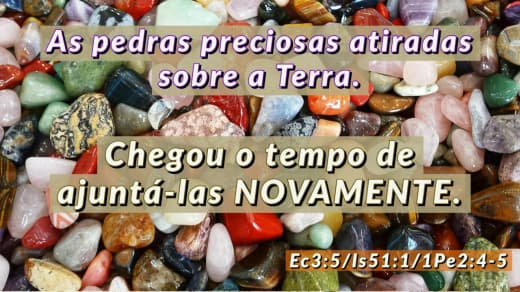 As pedras preciosas atiradas
sobre a Terra.
Chegou o tempo de
ajuntá-las NOVAMENTE.
Ec3:5/Is51:1/1Pe2:4-5